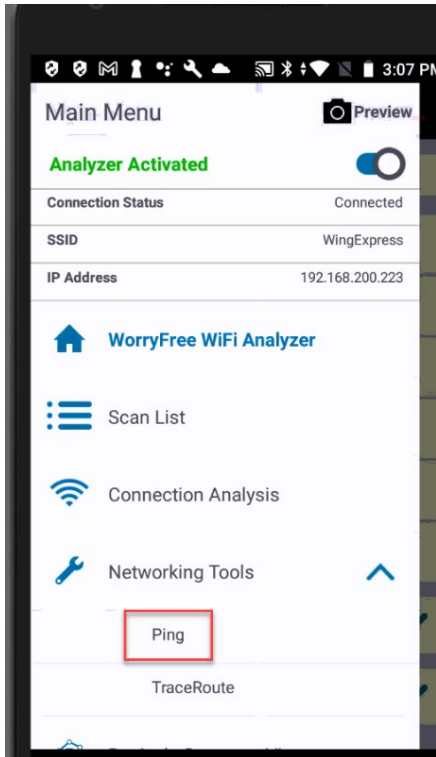 3:07 PM
Main Menu
Preview
Analyzer Activated
Connection Status Connected
SSID WingExpress
IP Address 192.168.200.223
WorryFree WiFi Analyzer
Scan List
Connection Analysis
Networking Tools
Ping
TraceRoute